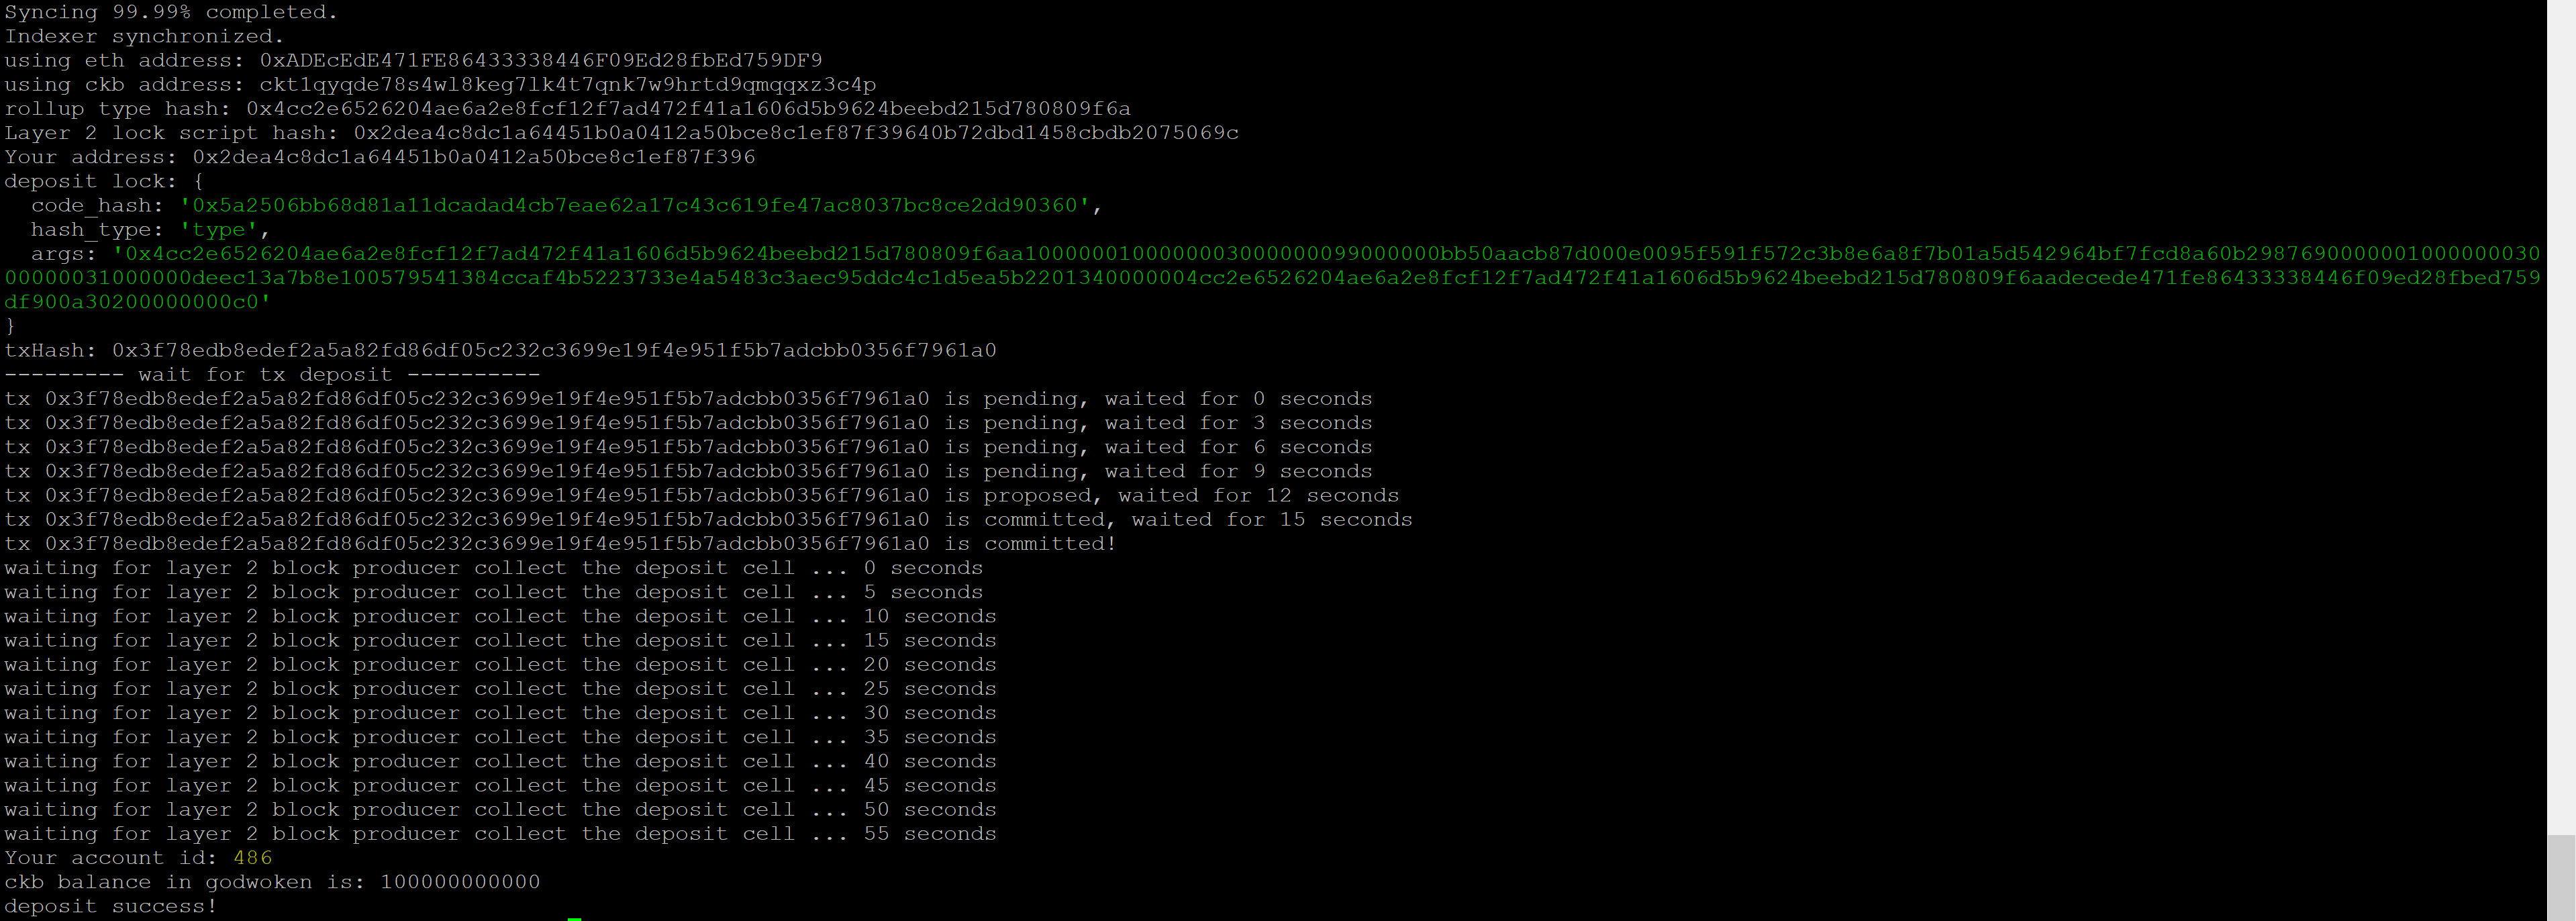 Syncing 99.99% completed.
Indexer synchronized.
using eth address: 0xADEcEdE471FE86433338446F09Ed28fbEd759DF9
using ckb address: ckt1qyqde78s4wl8keg7lk4t7qnk7w9hrtd9qmqqxz3c4p
rollup type hash: 0x4cc2e6526204ae6a2e8fcf12f7ad472f41a1606d5b9624beebd215d780809f6a
Layer 2 lock script hash: 0x2dea4c8dc1a64451b0a0412a50bce8c1ef87f39640b72dbd1458cbdb2075069c
Your address: 0x2dea4c8dc1a64451b0a0412a50bce8c1ef87f396
deposit lock: {
  code_hash: '0x5a2506bb68d81a11dcadad4cb7eae62a17c43c619fe47ac8037bc8ce2dd90360',
  hash_type: 'type',
  args: '0x4cc2e6526204ae6a2e8fcf12f7ad472f41a1606d5b9624beebd215d780809f6aa1000000100000003000000099000000bb50aacb87d000e0095f591f572c3b8e6a8f7b01a5d542964bf7fcd8a60b298769000000010000000030
00000031000000deec13a7b8e100579541384ccaf4b5223733e4a5483c3aec95ddc4c1d5ea5b2201340000004cc2e6526204ae6a2e8fcf12f7ad472f41a1606d5b9624beebd215d780809f6aadecede471fe86433338446f09ed28fbed759
df900a30200000000c0'
}
txHash: 0x3f78edb8edef2a5a82fd86df05c232c3699e19f4e951f5b7adcbb0356f7961a0
--------- wait for tx deposit ----------
tx 0x3f78edb8edef2a5a82fd86df05c232c3699e19f4e951f5b7adcbb0356f7961a0 is pending, waited for 0 seconds
tx 0x3f78edb8edef2a5a82fd86df05c232c3699e19f4e951f5b7adcbb0356f7961a0 is pending, waited for 3 seconds
tx 0x3f78edb8edef2a5a82fd86df05c232c3699e19f4e951f5b7adcbb0356f7961a0 is pending, waited for 6 seconds
tx 0x3f78edb8edef2a5a82fd86df05c232c3699e19f4e951f5b7adcbb0356f7961a0 is pending, waited for 9 seconds
tx 0x3f78edb8edef2a5a82fd86df05c232c3699e19f4e951f5b7adcbb0356f7961a0 is proposed, waited for 12 seconds
tx 0x3f78edb8edef2a5a82fd86df05c232c3699e19f4e951f5b7adcbb0356f7961a0 is committed, waited for 15 seconds
tx 0x3f78edb8edef2a5a82fd86df05c232c3699e19f4e951f5b7adcbb0356f7961a0 is committed!
waiting for layer 2 block producer collect the deposit cell ... 0 seconds
waiting for layer 2 block producer collect the deposit cell ... 5 seconds
waiting for layer 2 block producer collect the deposit cell ... 10 seconds
waiting for layer 2 block producer collect the deposit cell ... 15 seconds
waiting for layer 2 block producer collect the deposit cell ... 20 seconds
waiting for layer 2 block producer collect the deposit cell ... 25 seconds
waiting for layer 2 block producer collect the deposit cell ... 30 seconds
waiting for layer 2 block producer collect the deposit cell ... 35 seconds
waiting for layer 2 block producer collect the deposit cell ... 40 seconds
waiting for layer 2 block producer collect the deposit cell ... 45 seconds
waiting for layer 2 block producer collect the deposit cell ... 50 seconds
waiting for layer 2 block producer collect the deposit cell ... 55 seconds
Your account id: 486
ckb balance in godwoken is: 100000000000
deposit success!